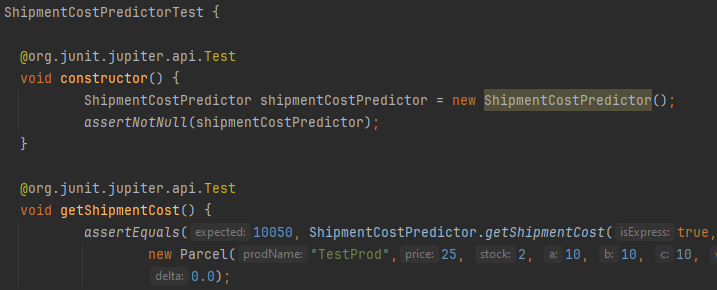 ShipmentCostPredictorTest {
@org.junit.jupiter.api.Test
void constructor() {
ShipmentCostPredictor shipmentCostPredictor = new ShipmentCostPredictor();
assertNotNull(shipmentCostPredictor);
}
@org.junit.jupiter.api.Test
void getShipmentCost() {
assertEquals( expected: 10050, ShipmentCostPredictor.getShipmentCost( isExpress: true,
new Parcel( prodName: "TestProd", price: 25, stock: 2, a: 10, b: 10, c: 10,
delta: 0.0);